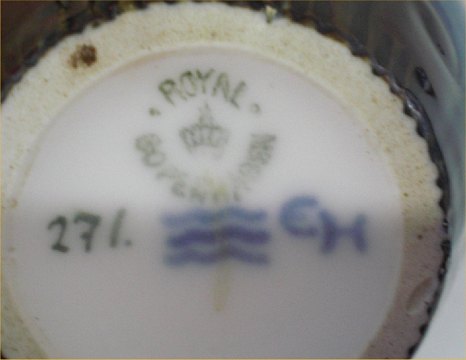 ROYAL
COPENHAGEN
271.
CH